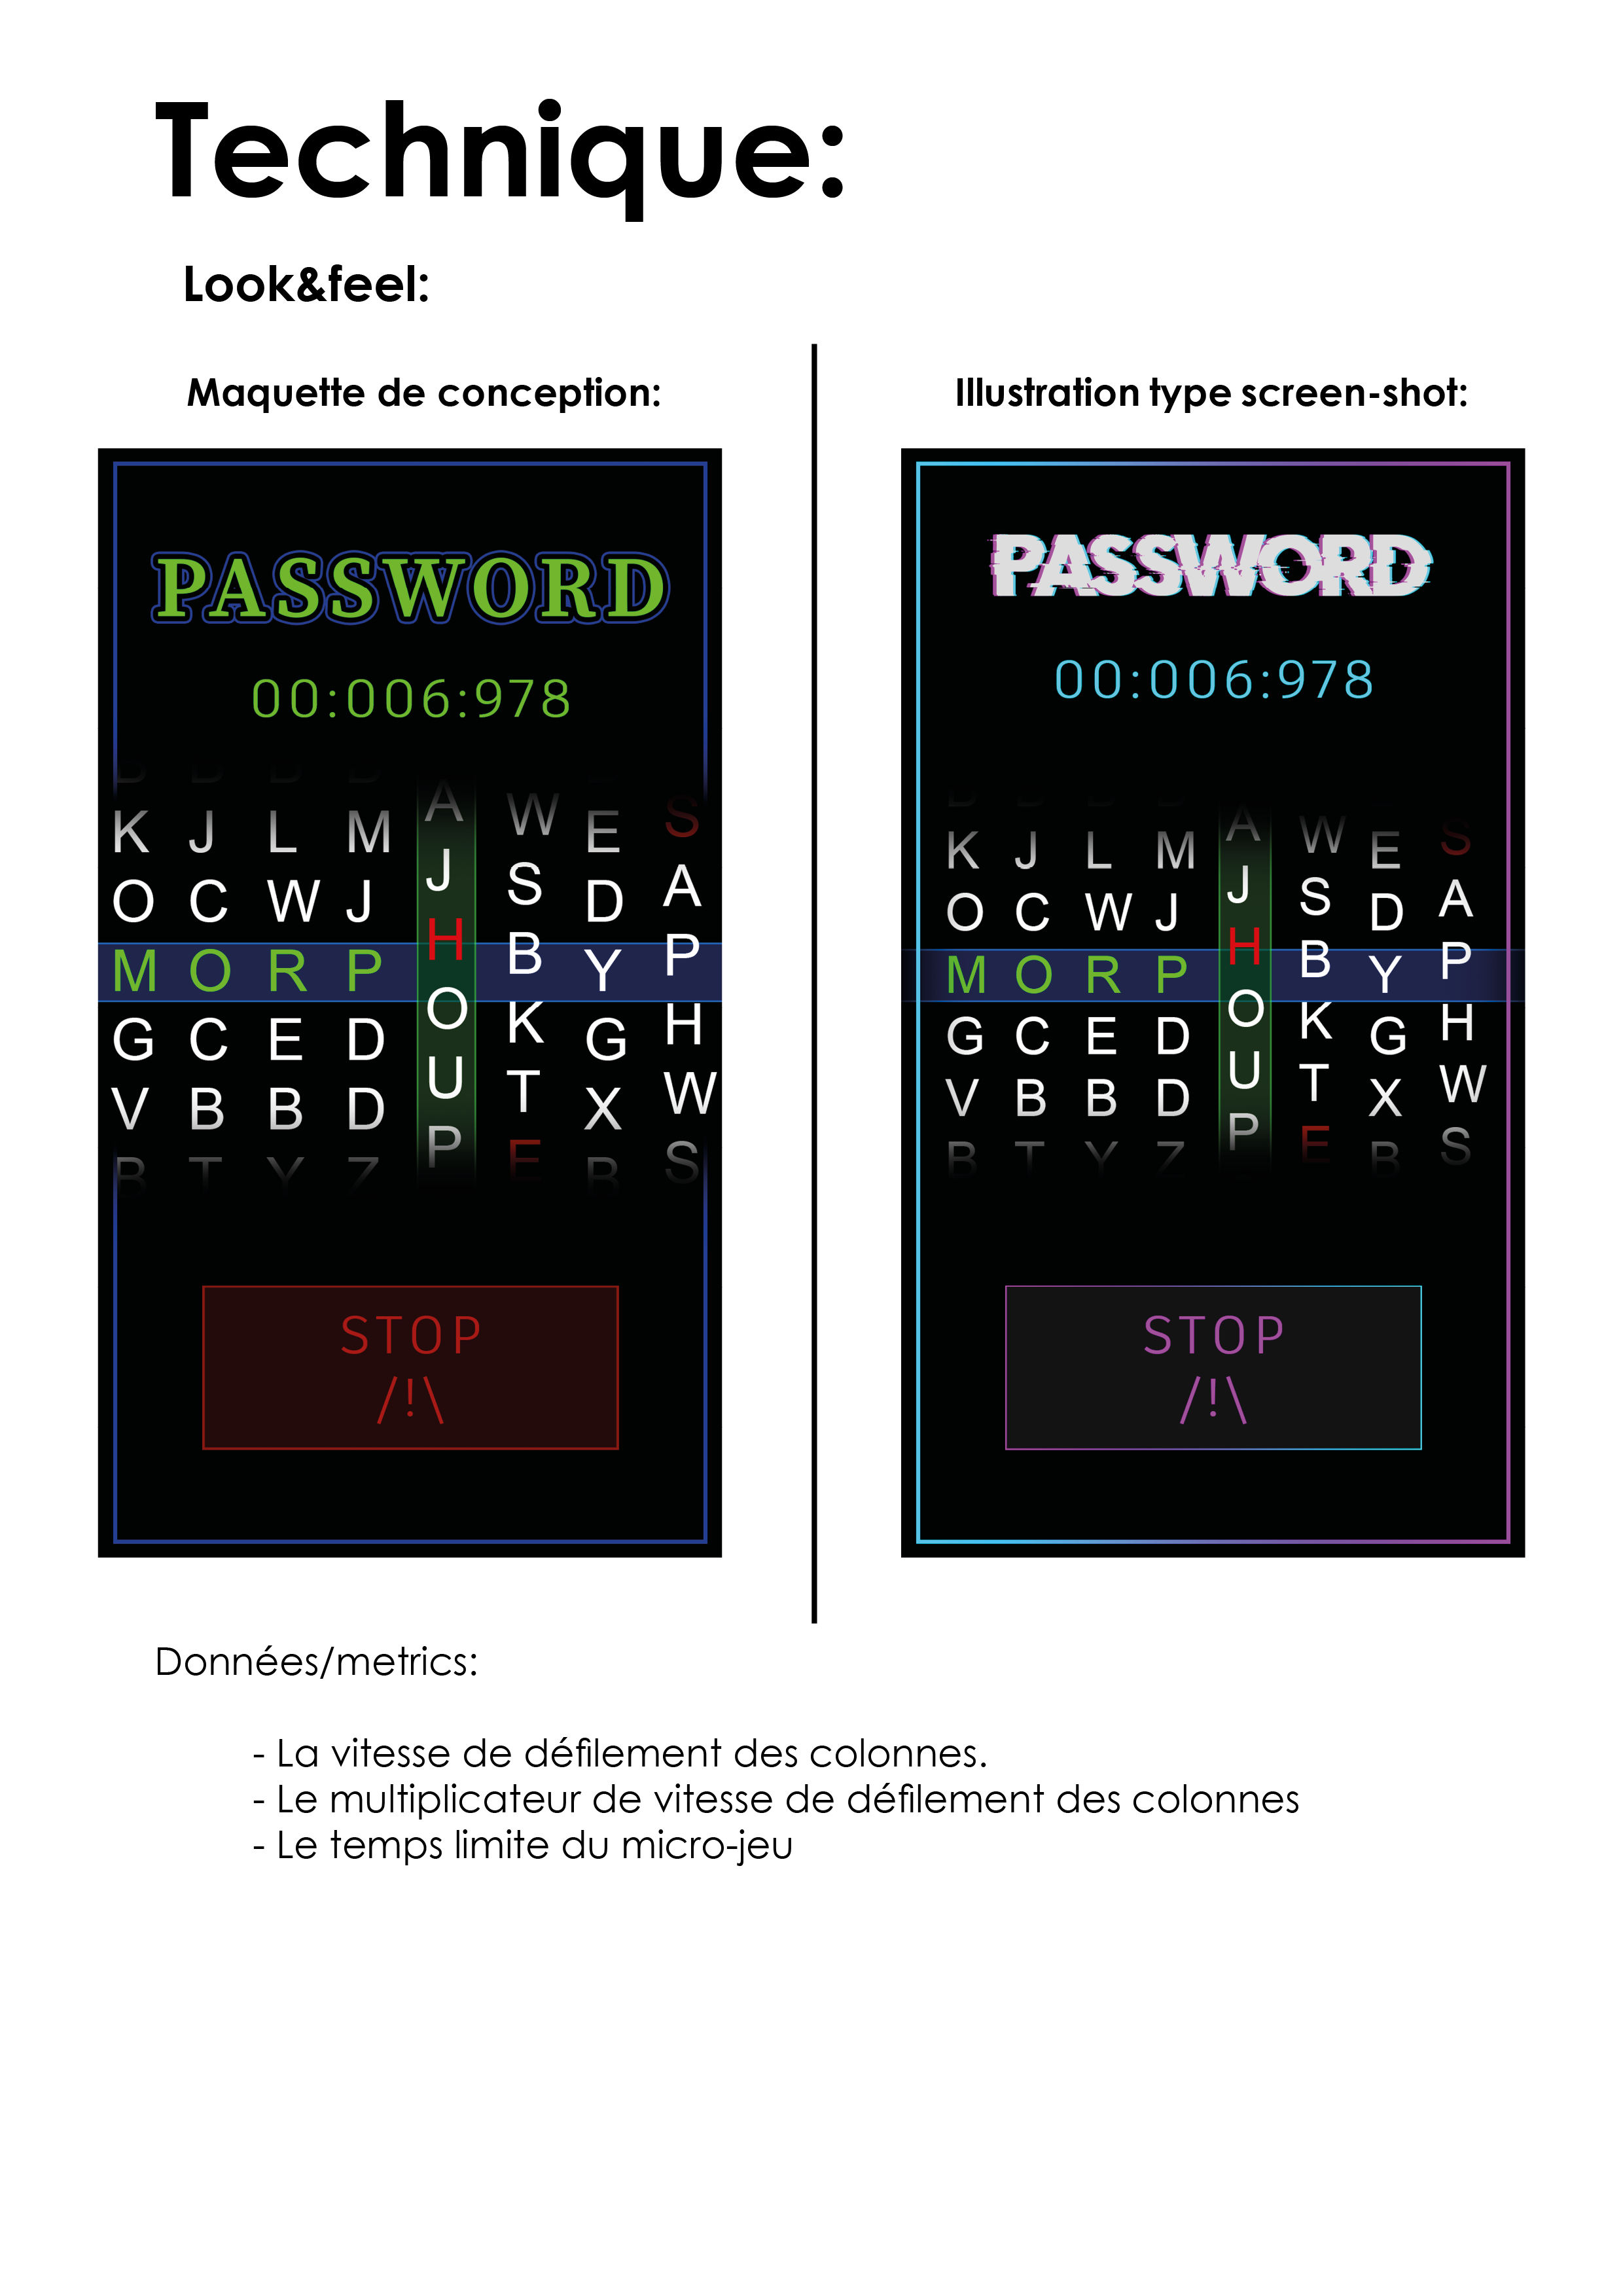 Technique:
Look&feel:
Maquette de conception:
PASSWORD
00:006:978
A W E S
K J L M J S D A
O C W J H B Y P
M O R P O K G H
G C E D U T X W
V B B D P E B S
B T Y Z
STOP
/!\
Illustration type screen-shot:
PASSWORD
00:006:978
A W E S
K J L M J S D A
O C W J H B Y P
M O R P O K G H
G C E D U T X W
V B B D P E B S
B T Y Z
STOP
/!\
Données/metrics:
- La vitesse de défilement des colonnes.
- Le multiplicateur de vitesse de défilement des colonnes
- Le temps limite du micro-jeu